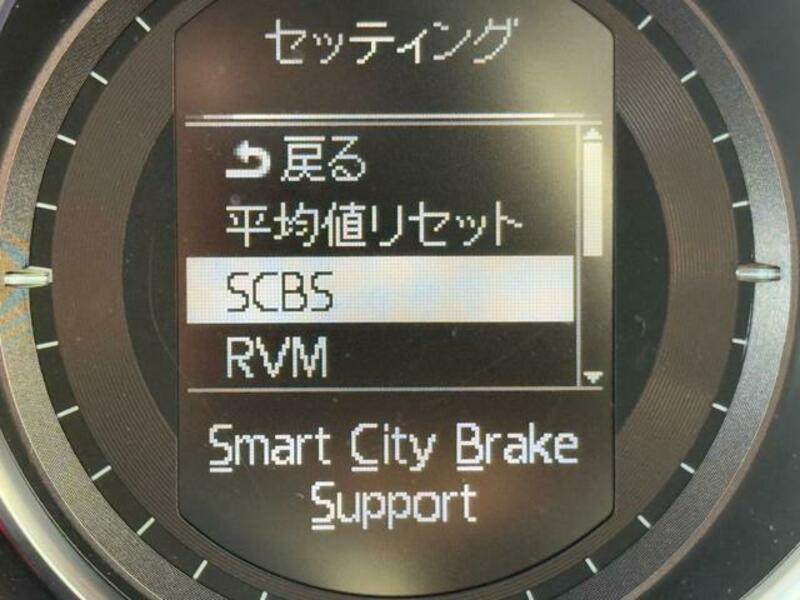 セッティング
戻る
平均値リセット
SCBS
RVM
Smart City Brake
Support